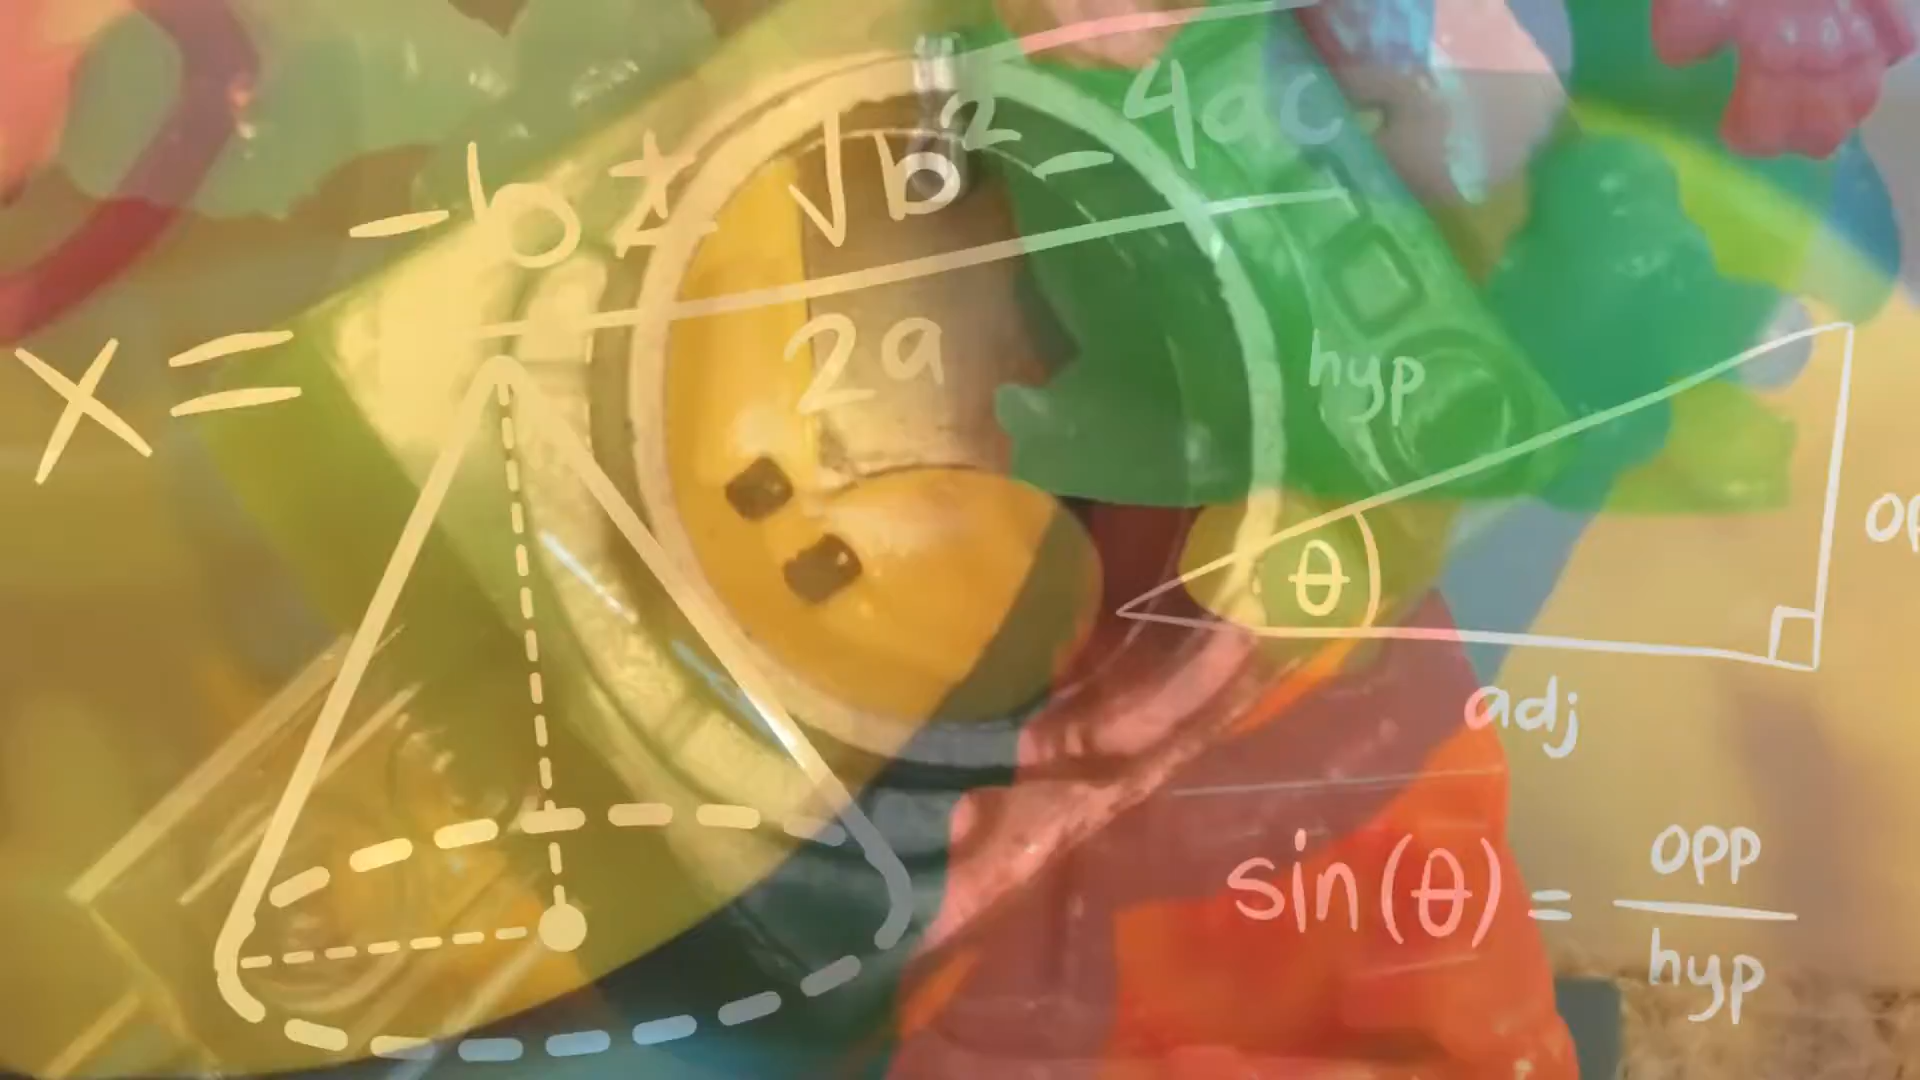 x = -b ± √b² - 4ac
2a
hyp
θ
adj
sin(θ) = opp
hyp